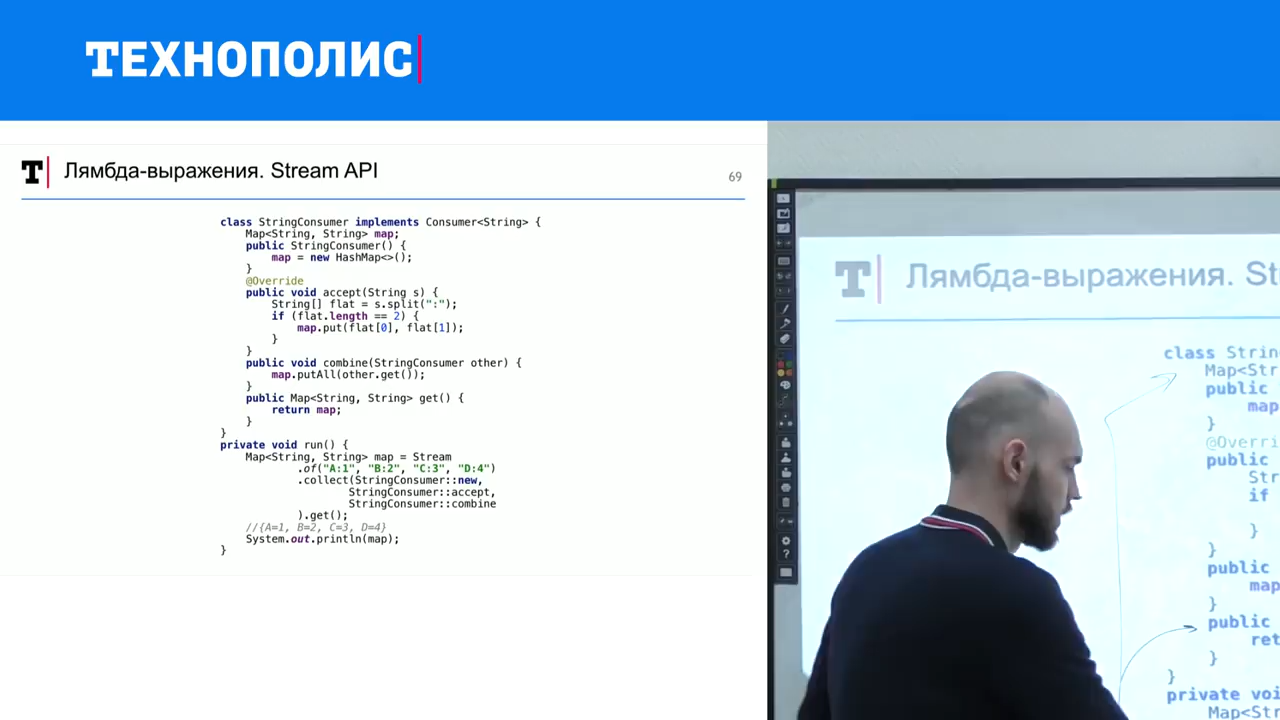 ТЕХНОПОЛИС
Т Лямбда-выражения. Stream API
69
class StringConsumer implements Consumer<String> {
Map<String, String> map;
public StringConsumer() {
map = new HashMap<>();
}
@Override
public void accept(String s) {
String[] flat = s.split(":");
if (flat.length == 2) {
map.put(flat[0], flat[1]);
}
}
public void combine(StringConsumer other) {
map.putAll(other.get());
}
public Map<String, String> get() {
return map;
}
}
private void run() {
Map<String, String> map = Stream
.of("A:1", "B:2", "C:3", "D:4")
.collect(StringConsumer::new,
StringConsumer::accept,
StringConsumer::combine
).get();
//{A=1, B=2, C=3, D=4}
System.out.println(map);
}
Т Лямбда-выражения. St
class Strin
Map<Str
public
map
}
@Overri
public
Str
if
}
}
public
map
}
public
ret
}
}
private voi
Map<Str